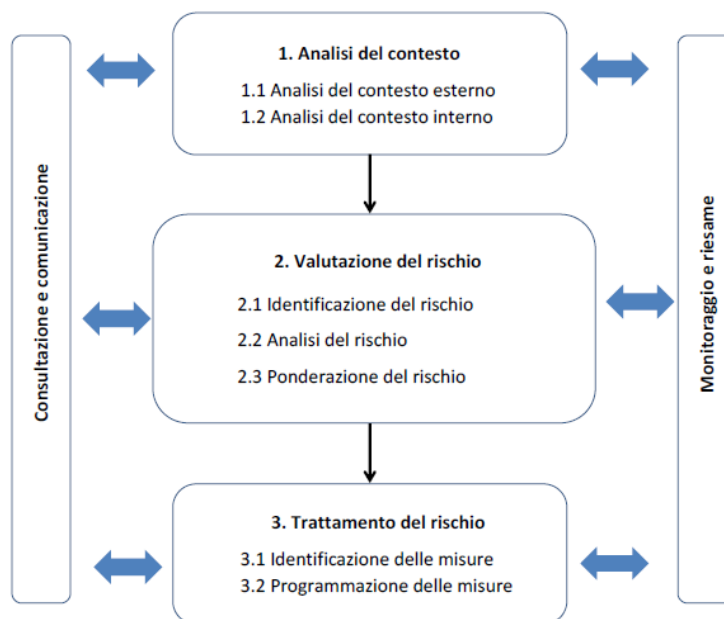 1. Analisi del contesto
1.1 Analisi del contesto esterno
1.2 Analisi del contesto interno
Consultazione e comunicazione
2. Valutazione del rischio
2.1 Identificazione del rischio
2.2 Analisi del rischio
2.3 Ponderazione del rischio
Monitoraggio e riesame
3. Trattamento del rischio
3.1 Identificazione delle misure
3.2 Programmazione delle misure